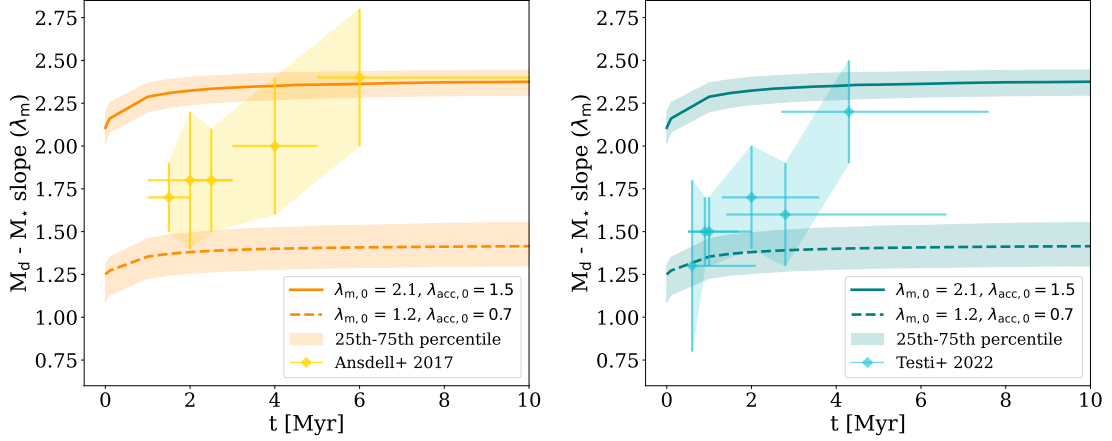 2.75
2.50
2.25
2.00
1.75
1.50
1.25
1.00
0.75
M_d - M_⋆ slope (λ_m)
λ_m,0 = 2.1, λ_acc,0 = 1.5
λ_m,0 = 1.2, λ_acc,0 = 0.7
25th-75th percentile
Ansdell+ 2017
0 2 4 6 8 10
t [Myr]
2.75
2.50
2.25
2.00
1.75
1.50
1.25
1.00
0.75
M_d - M_⋆ slope (λ_m)
λ_m,0 = 2.1, λ_acc,0 = 1.5
λ_m,0 = 1.2, λ_acc,0 = 0.7
25th-75th percentile
Testi+ 2022
0 2 4 6 8 10
t [Myr]